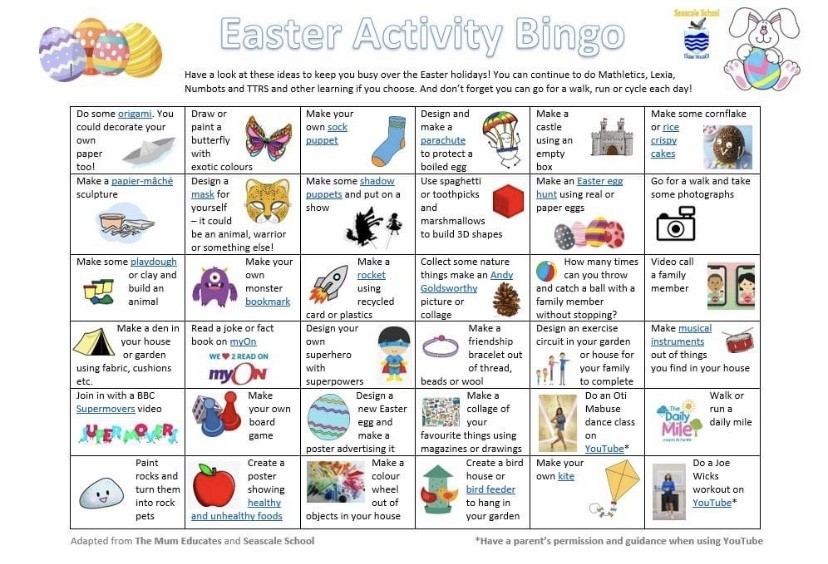 Easter Activity Bingo
Seascale School
Have a look at these ideas to keep you busy over the Easter holidays! You can continue to do Mathletics, Lexia,
Numbots and TTRS and other learning if you choose. And don't forget you can go for a walk, run or cycle each day!
Do some origami. You
could decorate your
own
paper
too!
Draw or
paint a
butterfly
with
exotic colours
Make your
own sock
puppet
Design and
make a
parachute
to protect a
boiled egg
Make a
castle
using an
empty
box
Make some cornflake
or rice
crispy
cakes
Make a papier-mâché
sculpture
Design a
mask for
yourself
– it could
be an animal, warrior
or something else!
Make some shadow
puppets and put on a
show
Use spaghetti
or toothpicks
and
marshmallows
to build 3D shapes
Make an Easter egg
hunt using real or
paper eggs
Go for a walk and take
some photographs
Make some playdough
or clay and
build an
animal
Make your
own
monster
bookmark
Make a
rocket
using
recycled
card or plastics
Collect some nature
things make an Andy
Goldsworthy
picture or
collage
How many times
can you throw
and catch a ball with a
family member
without stopping?
Video call
a family
member
Make a den in
your house
or garden
using fabric, cushions
etc.
Read a joke or fact
book on myOn
WE ♥ 2 READ ON
myON
Design your
own
superhero
with
superpowers
Make a
friendship
bracelet out
of thread,
beads or wool
Design an exercise
circuit in your garden
or house for
your family
to complete
Make musical
instruments
out of things
you find in your house
Join in with a BBC
Supermovers video
SUPERMOVERS
Make
your own
board
game
Design a
new Easter
egg and
make a
poster advertising it
Make a
collage of
your
favourite things using
magazines or drawings
Do an Oti
Mabuse
dance class
on
YouTube*
The
Daily
Mile
Walk or
run a
daily mile
Paint
rocks and
turn them
into rock
pets
Create a
poster
showing
healthy
and unhealthy foods
Make a
colour
wheel
out of
objects in your house
Create a bird
house or
bird feeder
to hang in
your garden
Make your
own kite
Do a Joe
Wicks
workout on
YouTube*
Adapted from The Mum Educates and Seascale School
*Have a parent's permission and guidance when using YouTube